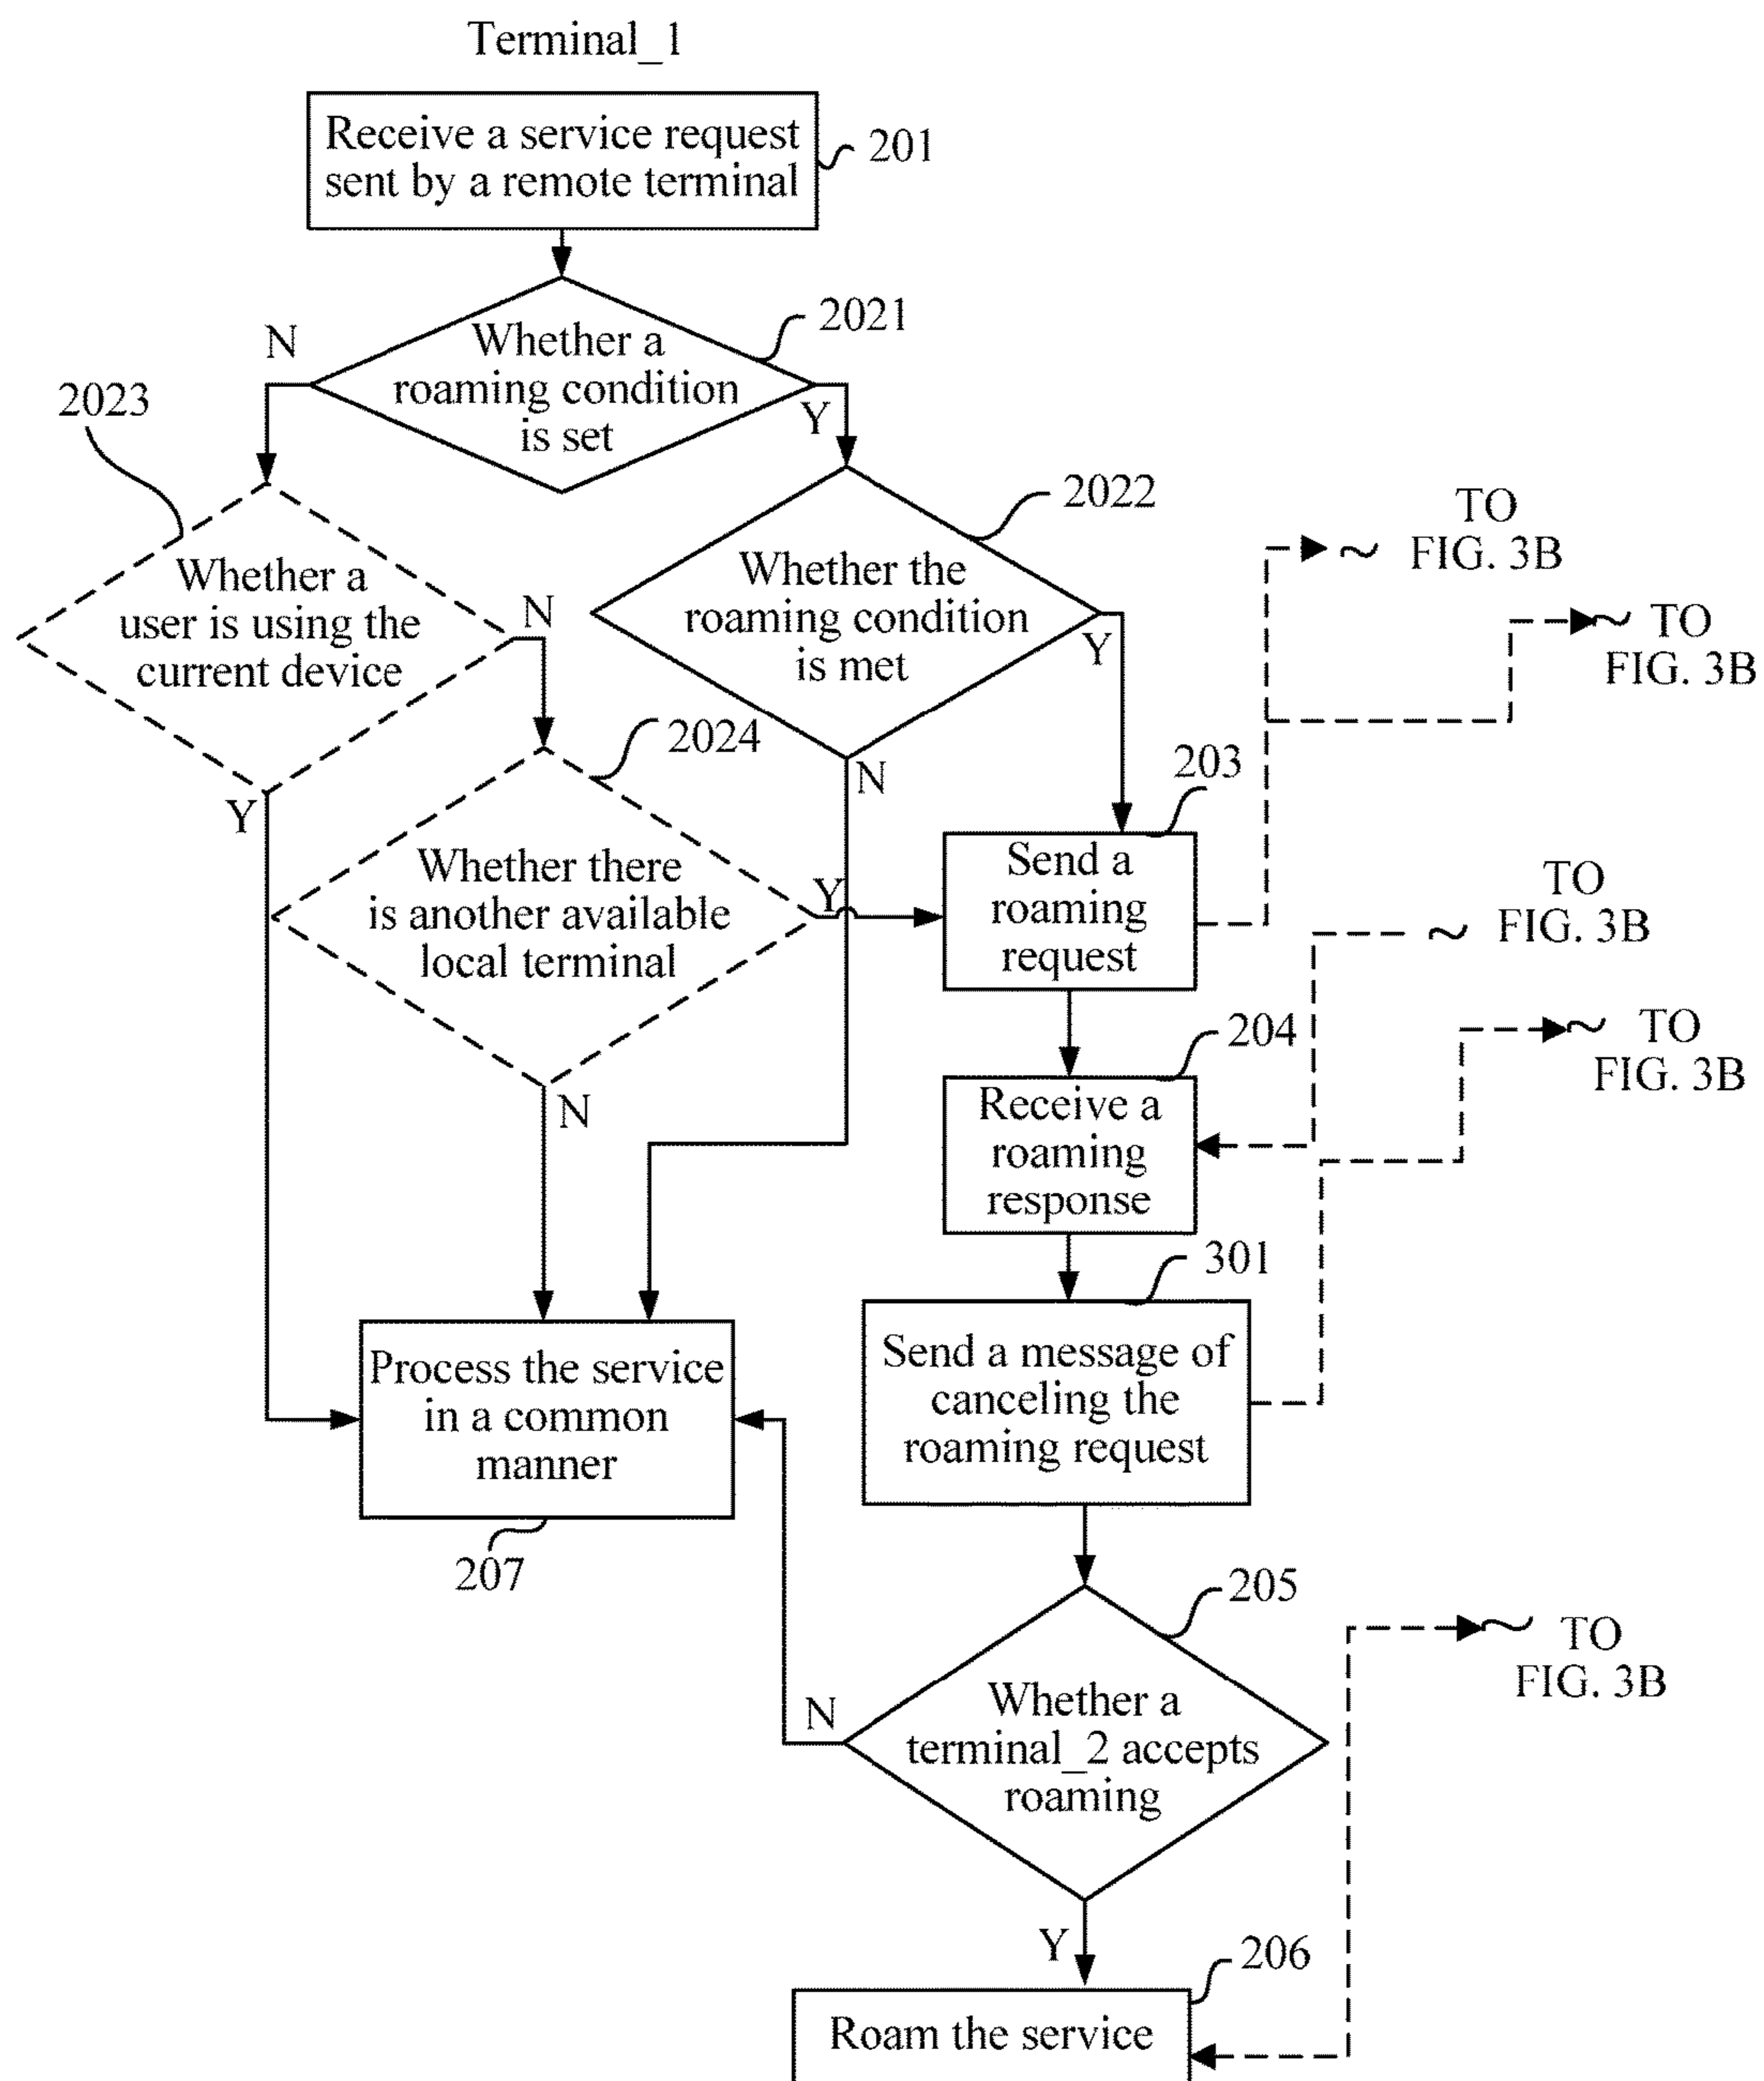 Terminal_1
Receive a service request
sent by a remote terminal
201
Whether a
roaming condition
is set
2021
N
Y
2023
Whether a
user is using the
current device
N
Y
2022
Whether the
roaming condition
is met
Y
N
TO
FIG. 3B
TO
FIG. 3B
2024
Whether there
is another available
local terminal
Y
N
203
Send a
roaming
request
TO
FIG. 3B
204
Receive a
roaming
response
TO
FIG. 3B
301
Send a message of
canceling the
roaming request
Process the service
in a common
manner
207
205
Whether a
terminal_2 accepts
roaming
N
Y
TO
FIG. 3B
206
Roam the service